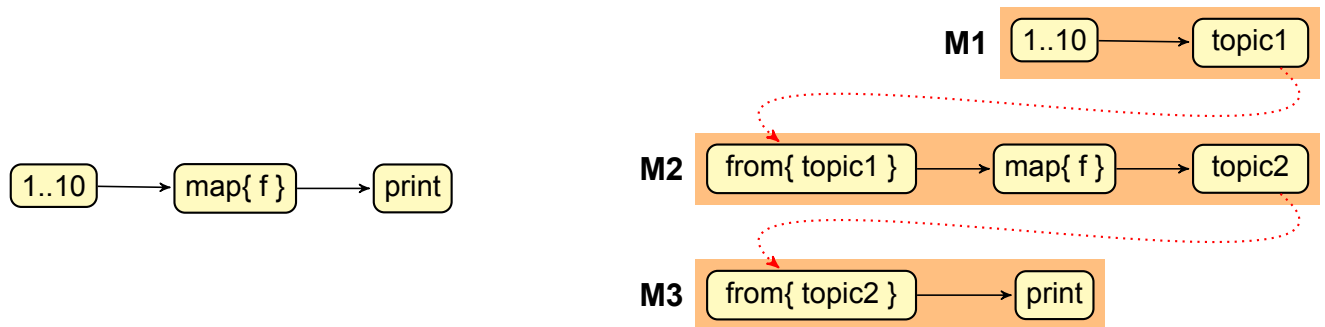 1..10 map{ f } print
M1 1..10 topic1
M2 from{ topic1 } map{ f } topic2
M3 from{ topic2 } print